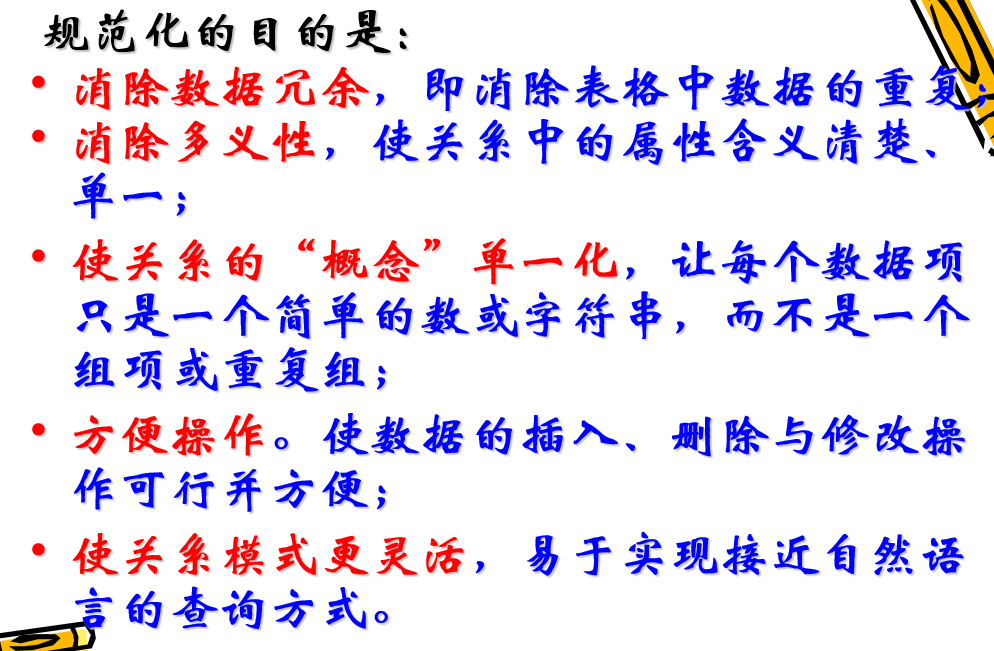 规范化的目的是:
• 消除数据冗余，即消除表格中数据的重复;
• 消除多义性，使关系中的属性含义清楚、
单一；
• 使关系的“概念”单一化，让每个数据项
只是一个简单的数或字符串，而不是一个
组项或重复组；
• 方便操作。使数据的插入、删除与修改操
作可行并方便；
• 使关系模式更灵活，易于实现接近自然语
言的查询方式。